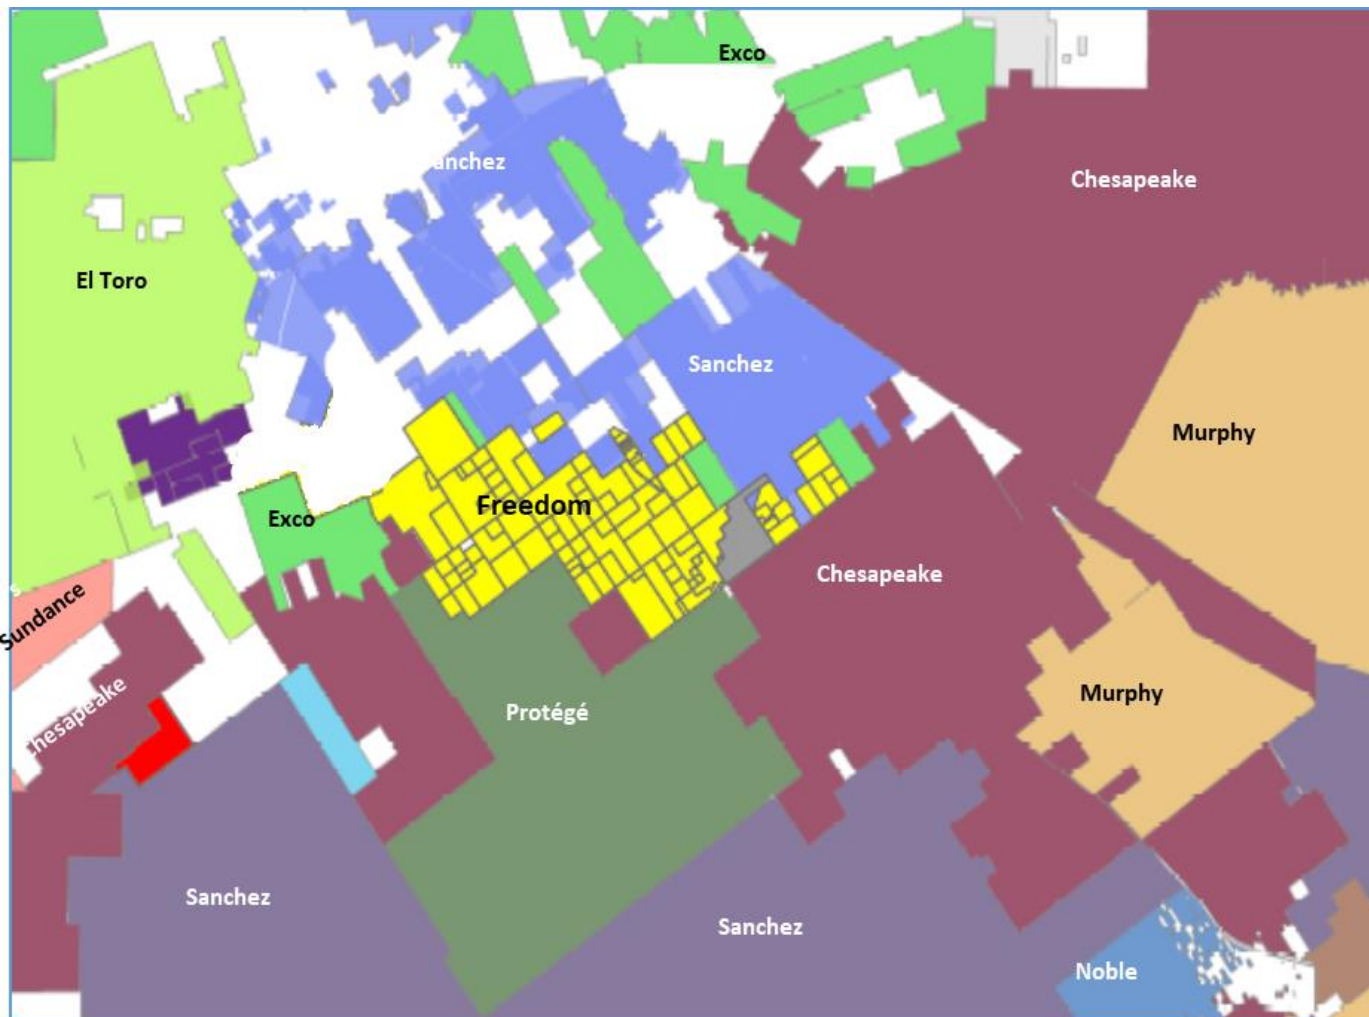 Exco
anchez
Chesapeake
El Toro
Sanchez
Murphy
Freedom
Exco
Chesapeake
s
Sundance
Murphy
Chesapeake
Protégé
Sanchez
Sanchez
Noble